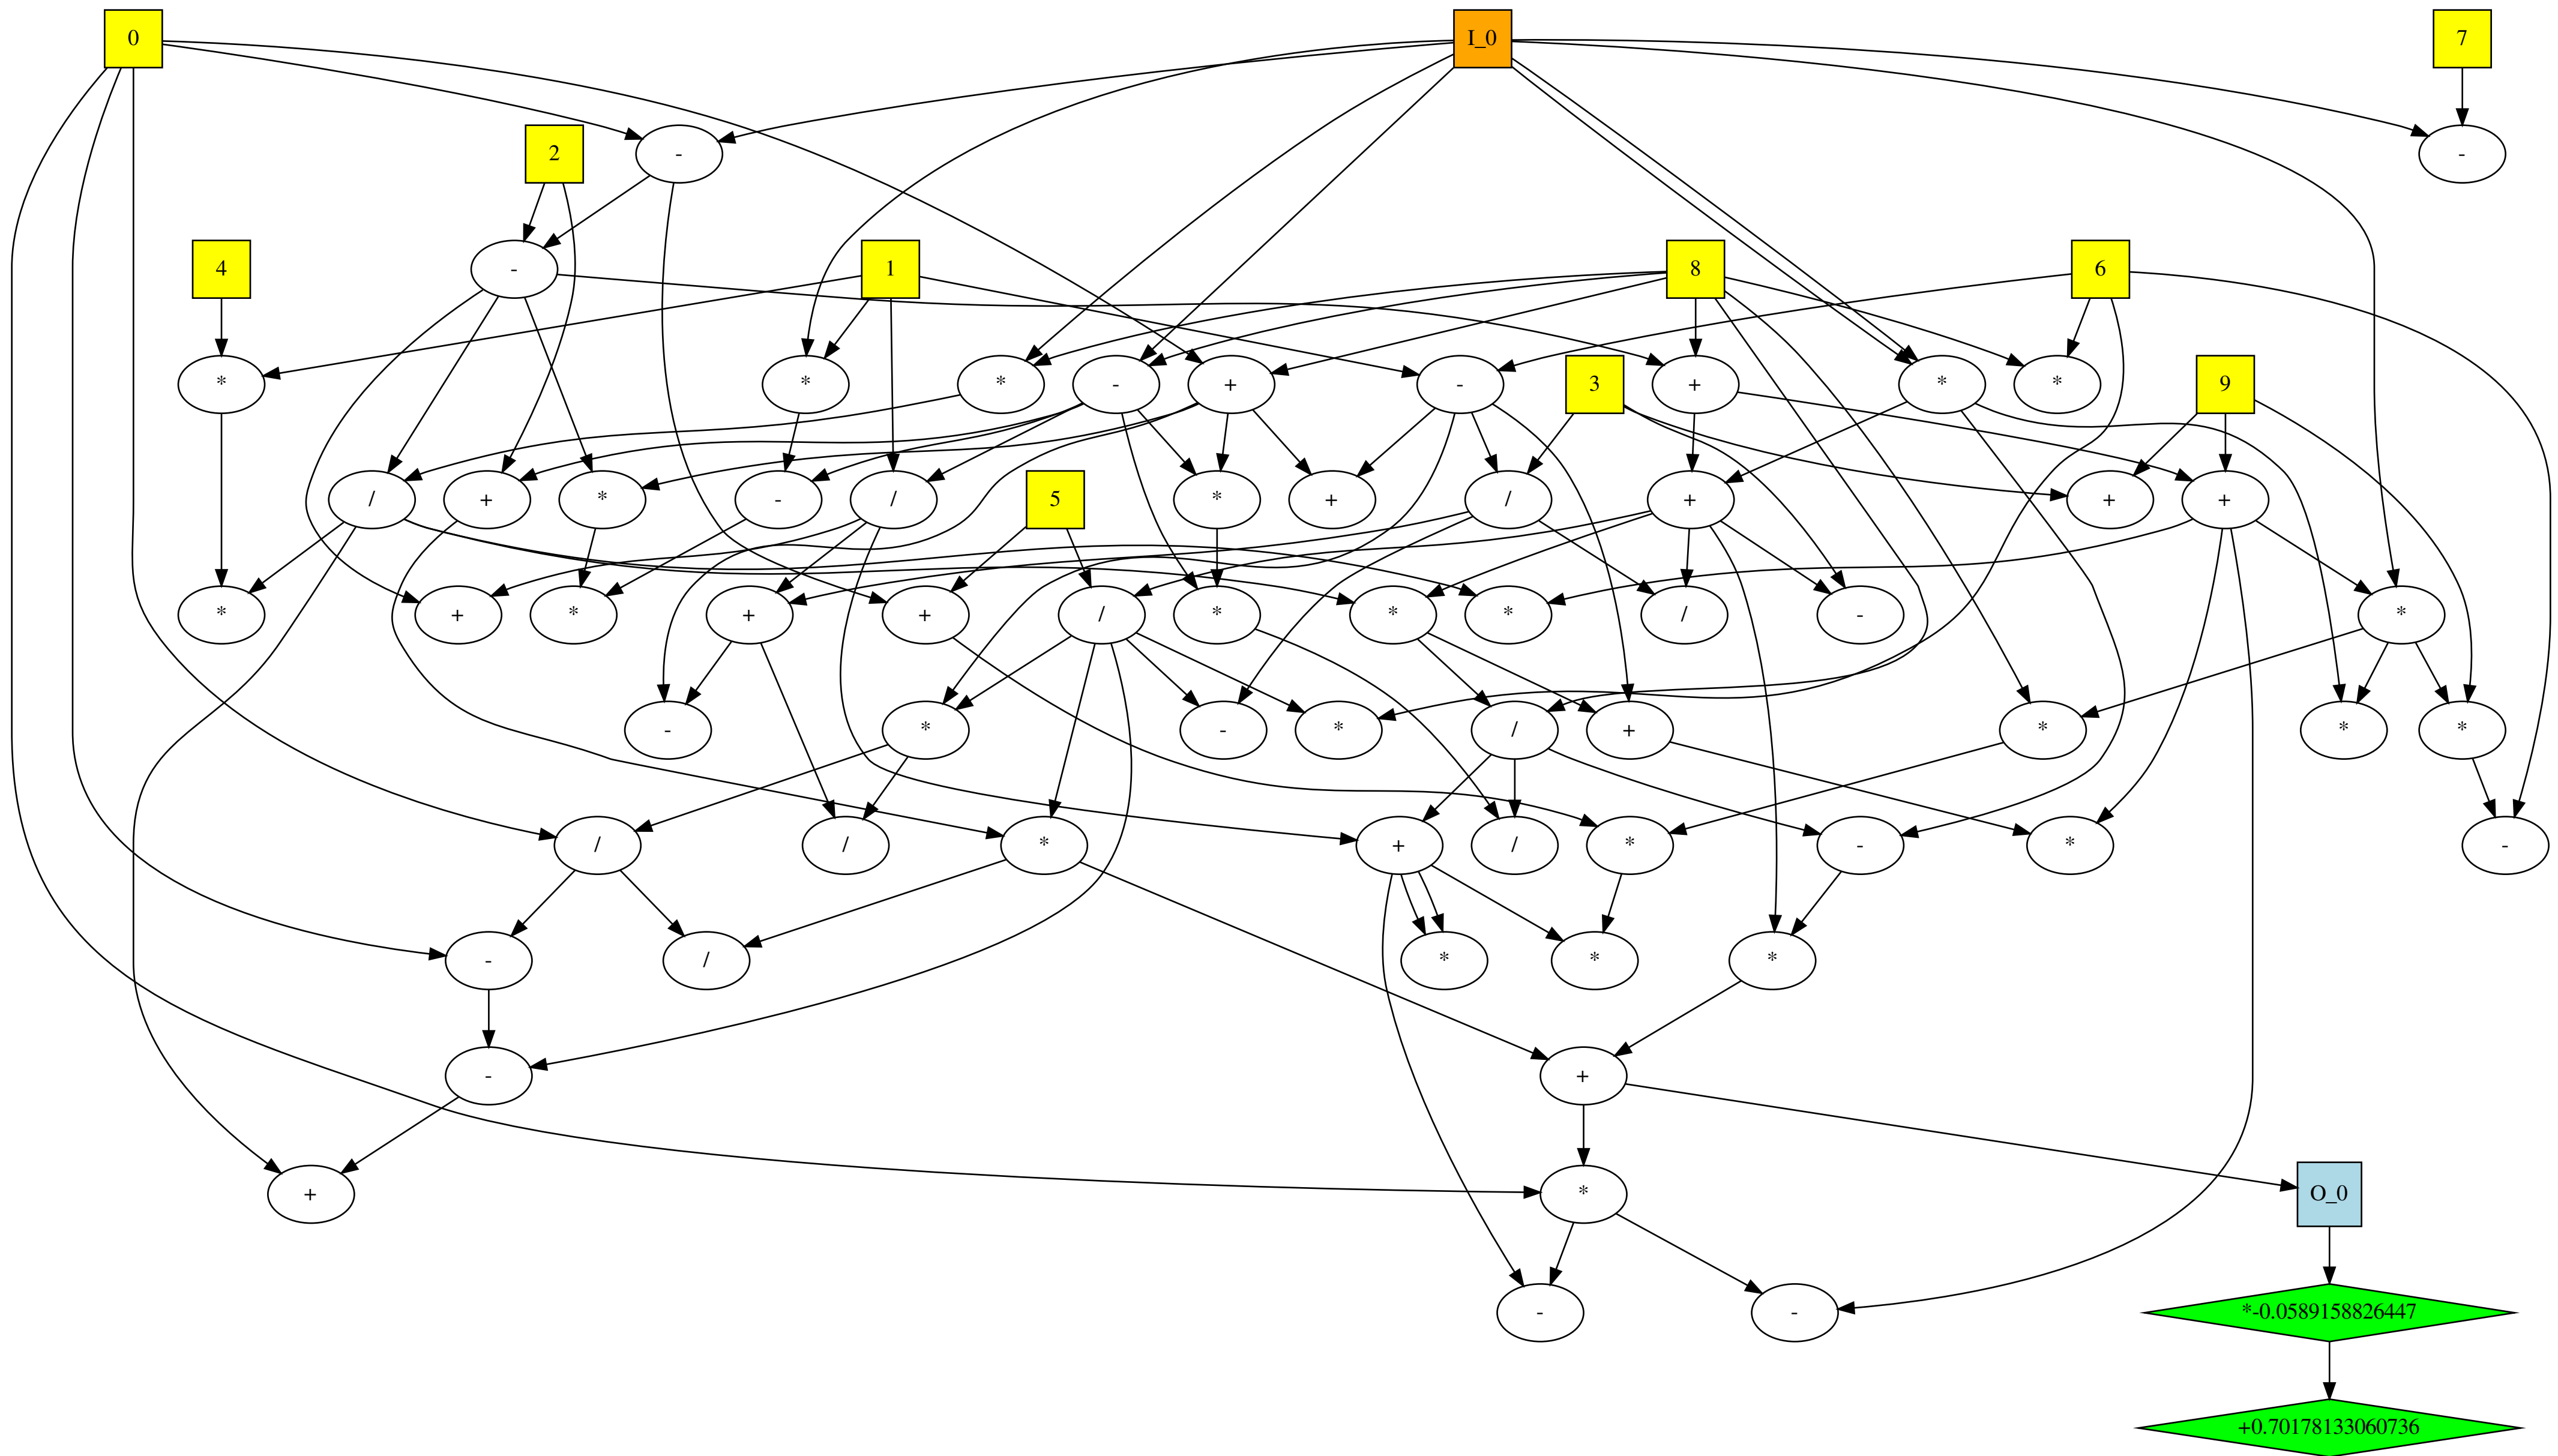 0 I_0 7
- 2 -
4 - 1 8 6
* * * - + - 3 + * * 9
/ + * - / 5 * + / + + +
* + * + + / * * * / - *
- * - * / + * * *
/ / * + / * - * -
- / * * *
- +
+ * O_0
- - *-0.0589158826447
+0.70178133060736